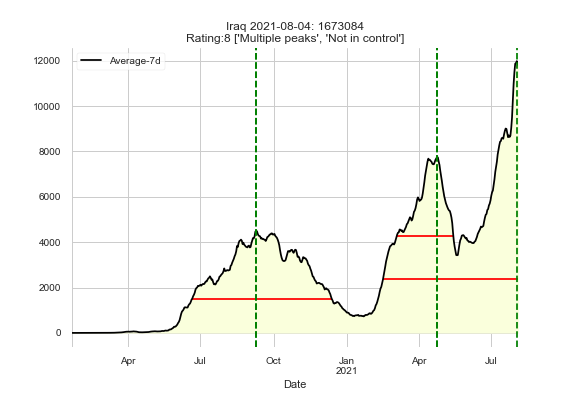 Iraq 2021-08-04: 1673084
Rating:8 ['Multiple peaks', 'Not in control']
Average-7d
12000
10000
8000
6000
4000
2000
0
Apr
Jul
Oct
Jan
2021
Apr
Jul
Date